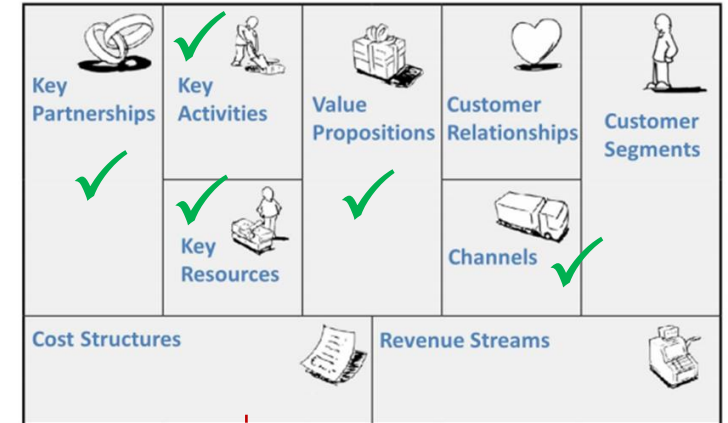 Key
Partnerships
Key
Activities
Key
Resources
Value
Propositions
Customer
Relationships
Channels
Customer
Segments
Cost Structures
Revenue Streams